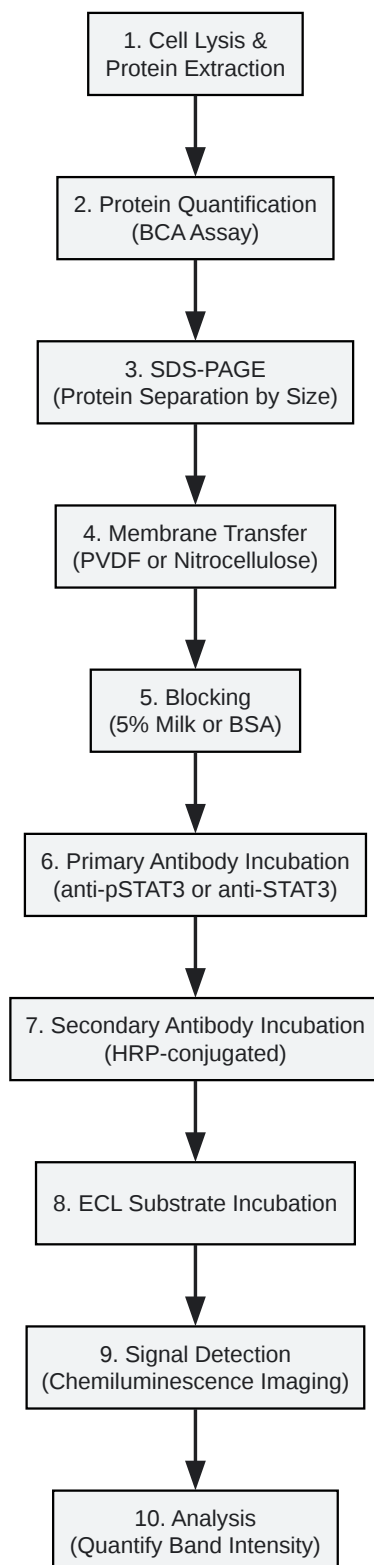 1. Cell Lysis &
Protein Extraction
2. Protein Quantification
(BCA Assay)
3. SDS-PAGE
(Protein Separation by Size)
4. Membrane Transfer
(PVDF or Nitrocellulose)
5. Blocking
(5% Milk or BSA)
6. Primary Antibody Incubation
(anti-pSTAT3 or anti-STAT3)
7. Secondary Antibody Incubation
(HRP-conjugated)
8. ECL Substrate Incubation
9. Signal Detection
(Chemiluminescence Imaging)
10. Analysis
(Quantify Band Intensity)